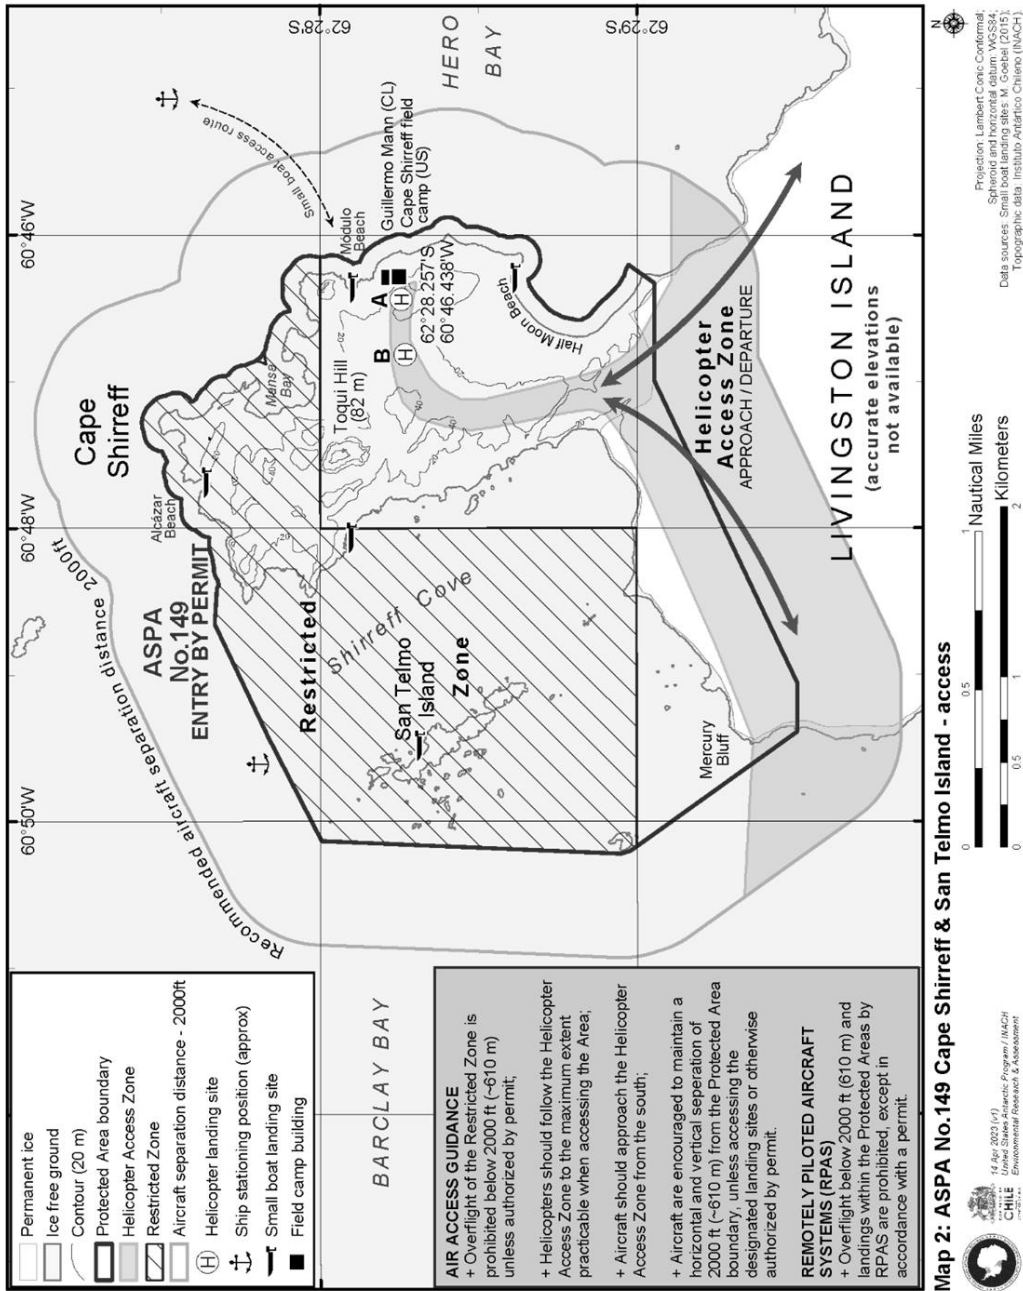 Permanent ice
Ice free ground
Contour (20 m)
Protected Area boundary
Helicopter Access Zone
Restricted Zone
Aircraft separation distance - 2000ft
Helicopter landing site
Ship stationing position (approx)
Small boat landing site
Field camp building
H
60°50'W
60°48'W
60°46'W
62°28'S
62°29'S
Recommended aircraft separation distance 2000ft
ASPA
No.149
ENTRY BY PERMIT
Cape
Shirreff
Alcázar
Beach
Mansa
Bay
Módulo
Beach
Small boat access route
HERO
BAY
Guillermo Mann (CL)
Cape Shirreff field
camp (US)
Toqui Hill
(82 m)
B
H
A
H
62°28.257'S
60°46.438'W
Half Moon Beach
Restricted
Zone
Shirreff Cove
San Telmo
Island
Mercury
Bluff
BARCLAY BAY
Helicopter
Access Zone
APPROACH / DEPARTURE
LIVINGSTON ISLAND
(accurate elevations
not available)
AIR ACCESS GUIDANCE
+ Overflight of the Restricted Zone is
prohibited below 2000 ft (~610 m)
unless authorized by permit;
+ Helicopters should follow the Helicopter
Access Zone to the maximum extent
practicable when accessing the Area;
+ Aircraft should approach the Helicopter
Access Zone from the south;
+ Aircraft are encouraged to maintain a
horizontal and vertical seperation of
2000 ft (~610 m) from the Protected Area
boundary, unless accessing the
designated landing sites or otherwise
authorized by permit.
REMOTELY PILOTED AIRCRAFT
SYSTEMS (RPAS)
+ Overflight below 2000 ft (610 m) and
landings within the Protected Areas by
RPAS are prohibited, except in
accordance with a permit.
Map 2: ASPA No.149 Cape Shirreff & San Telmo Island - access
14 Apr 2023 (v1)
United States Antarctic Program / INACH
Environmental Research & Assessment
CHILE
0 0.5 1 Nautical Miles
0 0.5 1 2 Kilometers
N
Projection: Lambert Conic Conformal;
Spheroid and horizontal datum: WGS84;
Data sources: Small boat landing sites: M. Goebel (2015);
Topographic data: Instituto Antártico Chileno (INACH)